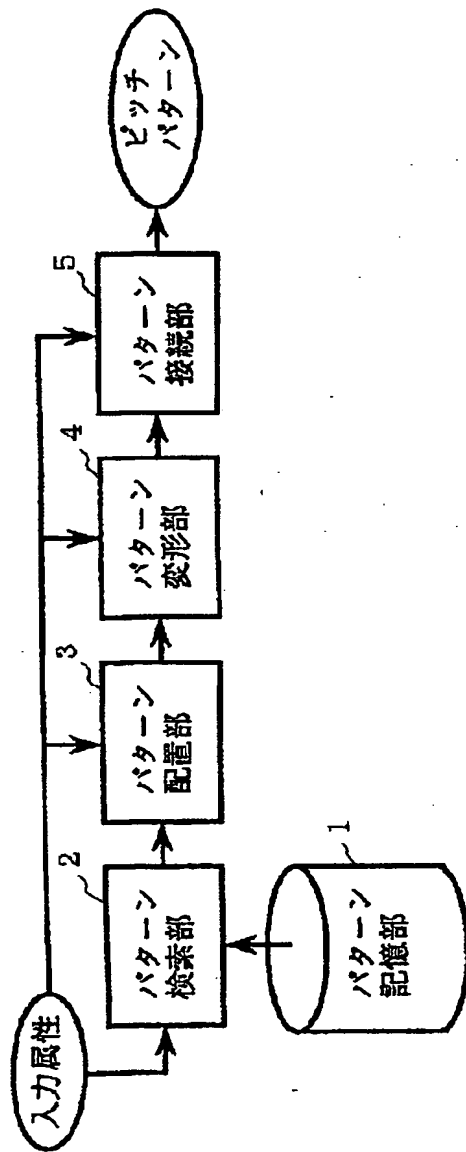 入力属性
2
パターン
検索部
3
パターン
配置部
4
パターン
変形部
5
パターン
接続部
ピッチ
パターン
1
パターン
記憶部